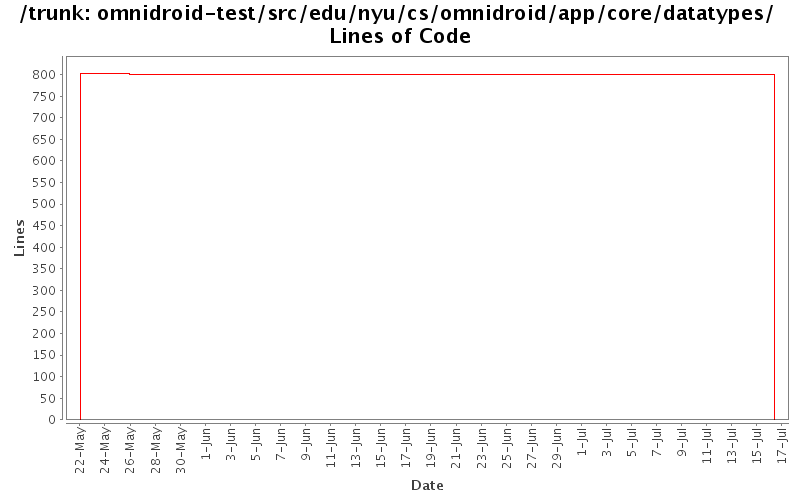 /trunk: omnidroid-test/src/edu/nyu/cs/omnidroid/app/core/datatypes/
Lines of Code
800
750
700
650
600
550
500
450
400
350
300
250
200
150
100
50
0
Lines
22-May
24-May
26-May
28-May
30-May
1-Jun
3-Jun
5-Jun
7-Jun
9-Jun
11-Jun
13-Jun
15-Jun
17-Jun
19-Jun
21-Jun
23-Jun
25-Jun
27-Jun
29-Jun
1-Jul
3-Jul
5-Jul
7-Jul
9-Jul
11-Jul
13-Jul
15-Jul
17-Jul
Date